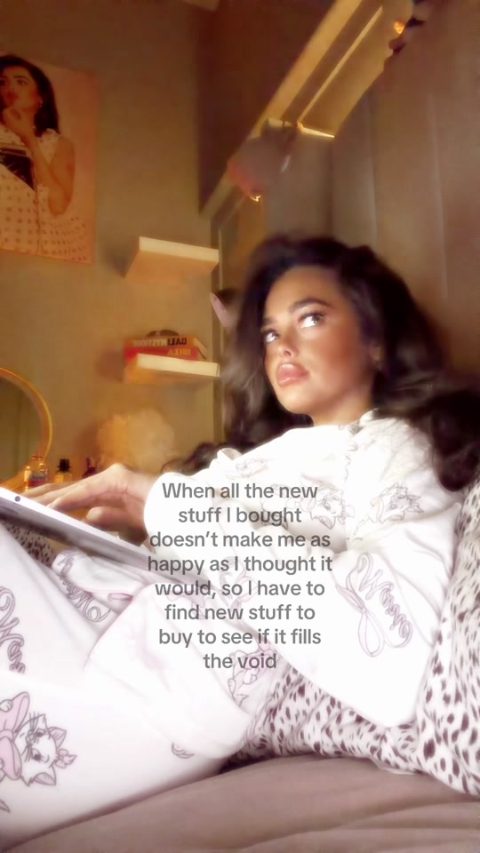 When all the new
stuff I bought
doesn’t make me as
happy as I thought it
would, so I have to
find new stuff to
buy to see if it fills
the void